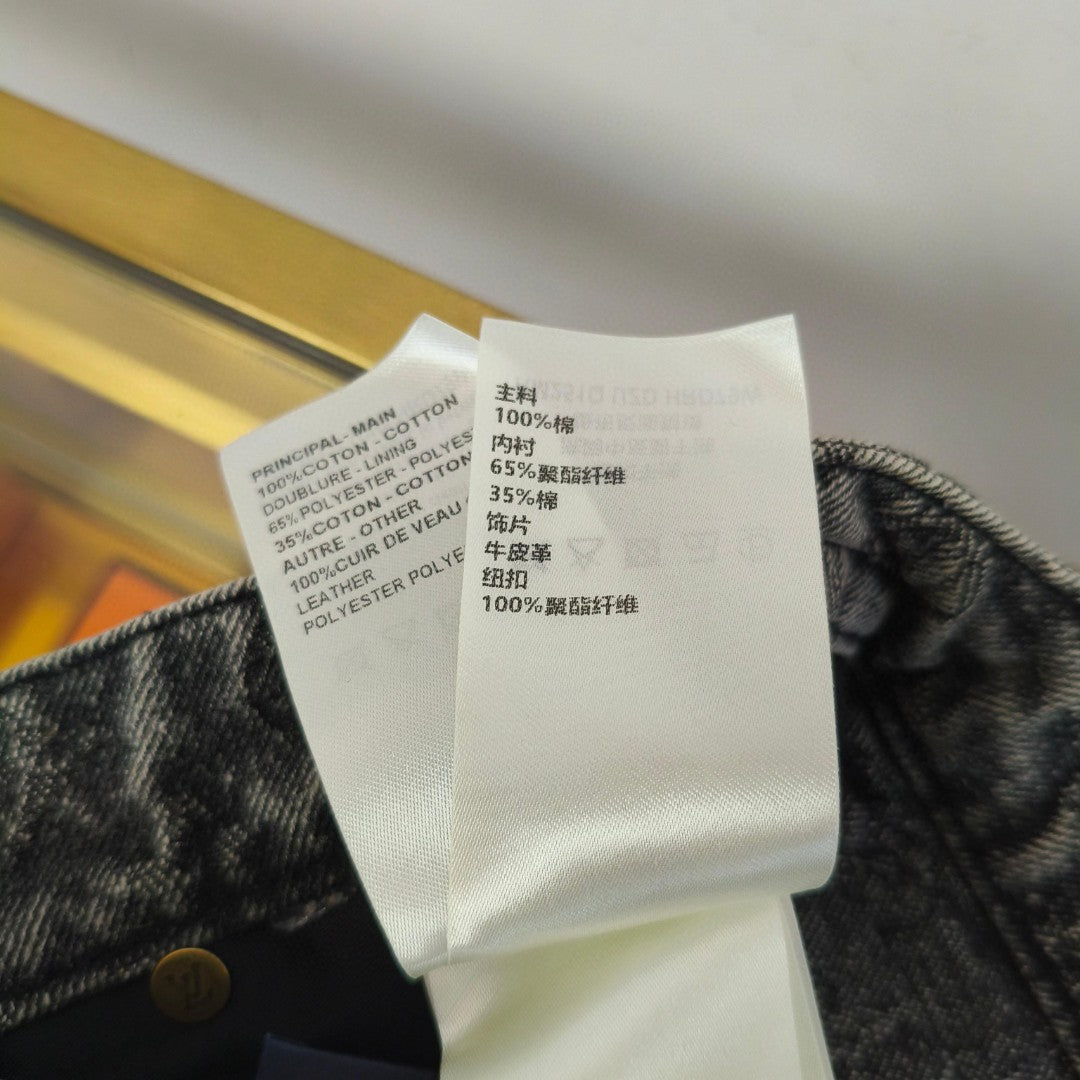 PRINCIPAL - MAIN
100%COTON - COTTON
DOUBLURE - LINING
65% POLYESTER - POLYES
35%COTON - COTTON
AUTRE - OTHER
100%CUIR DE VEAU
LEATHER
POLYESTER POLYE
主料
100%棉
内衬
65%聚酯纤维
35%棉
饰片
牛皮革
纽扣
100%聚酯纤维
LV